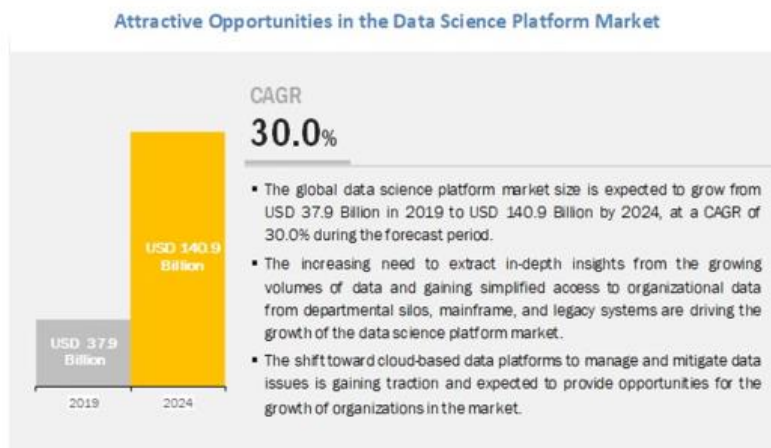 Attractive Opportunities in the Data Science Platform Market
CAGR
30.0%
▪ The global data science platform market size is expected to grow from
USD 37.9 Billion in 2019 to USD 140.9 Billion by 2024, at a CAGR of
30.0% during the forecast period.
▪ The increasing need to extract in-depth insights from the growing
volumes of data and gaining simplified access to organizational data
from departmental silos, mainframe, and legacy systems are driving the
growth of the data science platform market.
▪ The shift toward cloud-based data platforms to manage and mitigate data
issues is gaining traction and expected to provide opportunities for the
growth of organizations in the market.
USD 140.9
Billion
USD 37.9
Billion
2019
2024